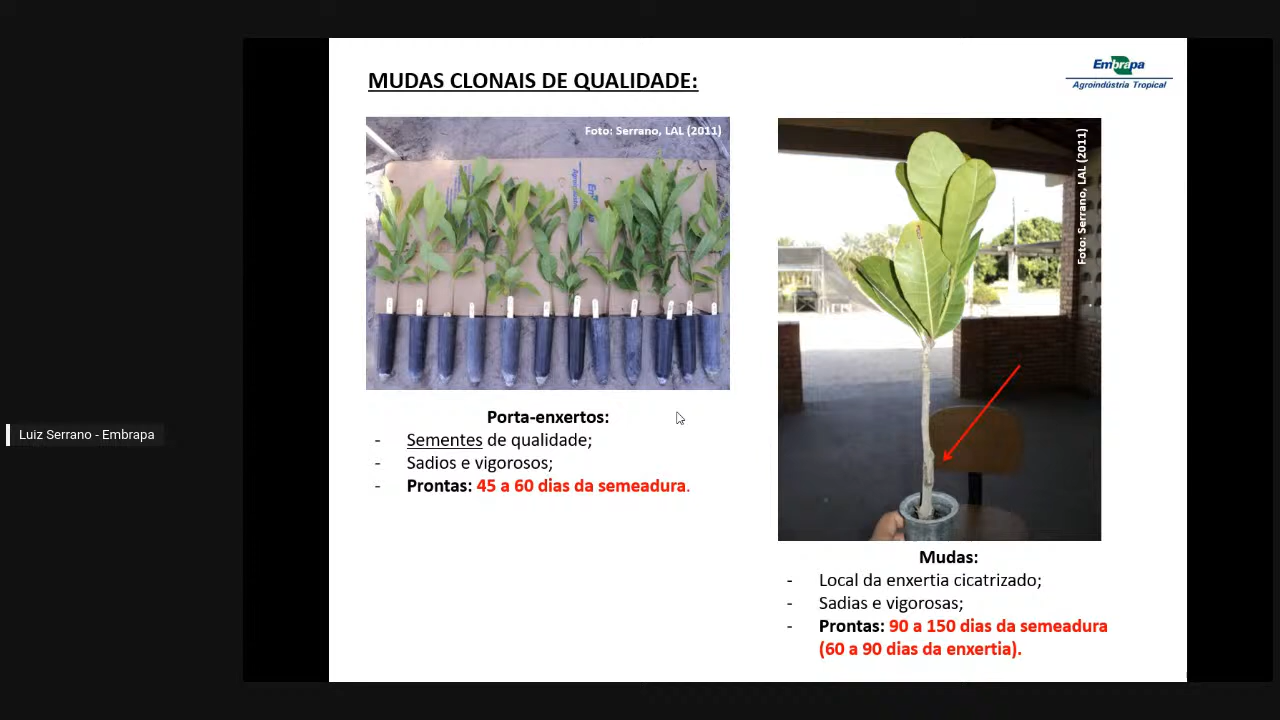 MUDAS CLONAIS DE QUALIDADE:
Embrapa
Agroindústria Tropical
Foto: Serrano, LAL (2011)
Foto: Serrano, LAL (2011)
Porta-enxertos:
- Sementes de qualidade;
- Sadios e vigorosos;
- Prontas: 45 a 60 dias da semeadura.
Luiz Serrano - Embrapa
Mudas:
- Local da enxertia cicatrizado;
- Sadias e vigorosas;
- Prontas: 90 a 150 dias da semeadura
(60 a 90 dias da enxertia).